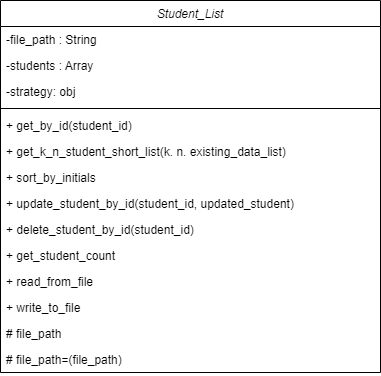 Student_List
-file_path : String
-students : Array
-strategy: obj
+ get_by_id(student_id)
+ get_k_n_student_short_list(k. n. existing_data_list)
+ sort_by_initials
+ update_student_by_id(student_id, updated_student)
+ delete_student_by_id(student_id)
+ get_student_count
+ read_from_file
+ write_to_file
# file_path
# file_path=(file_path)